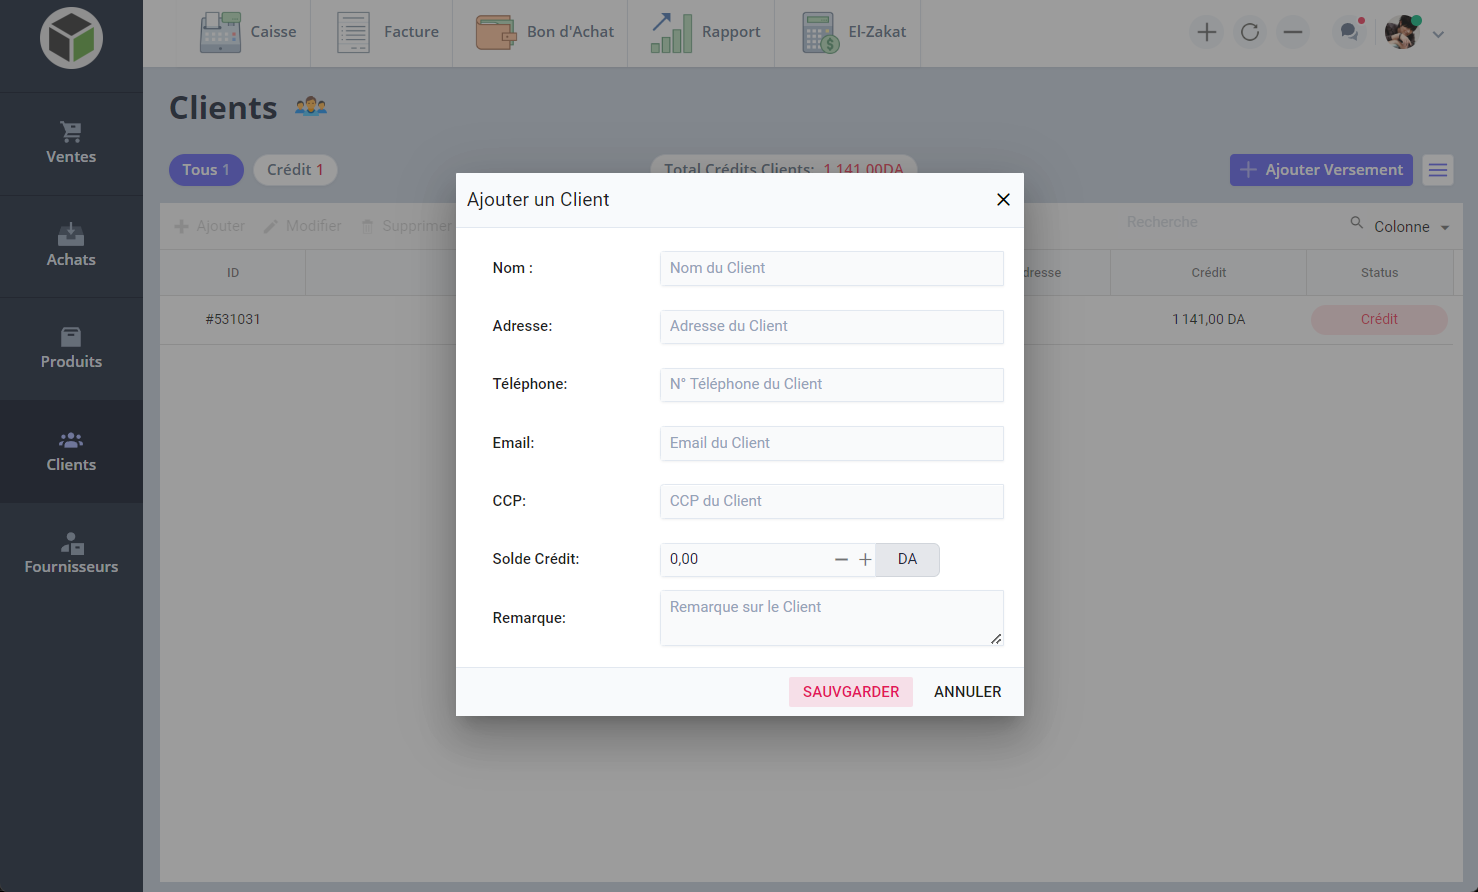 Caisse
Facture
Bon d'Achat
Rapport
El-Zakat
Clients
Ventes
Achats
Produits
Clients
Fournisseurs
Tous 1
Crédit 1
Total Crédits Clients: 1 141,00DA
Ajouter Versement
Ajouter
Modifier
Supprimer
Recherche
Colonne
ID
Crédit
Status
#531031
1 141,00 DA
Crédit
Ajouter un Client
Nom :
Nom du Client
Adresse:
Adresse du Client
Téléphone:
N° Téléphone du Client
Email:
Email du Client
CCP:
CCP du Client
Solde Crédit:
0,00
DA
Remarque:
Remarque sur le Client
SAUVGARDER
ANNULER